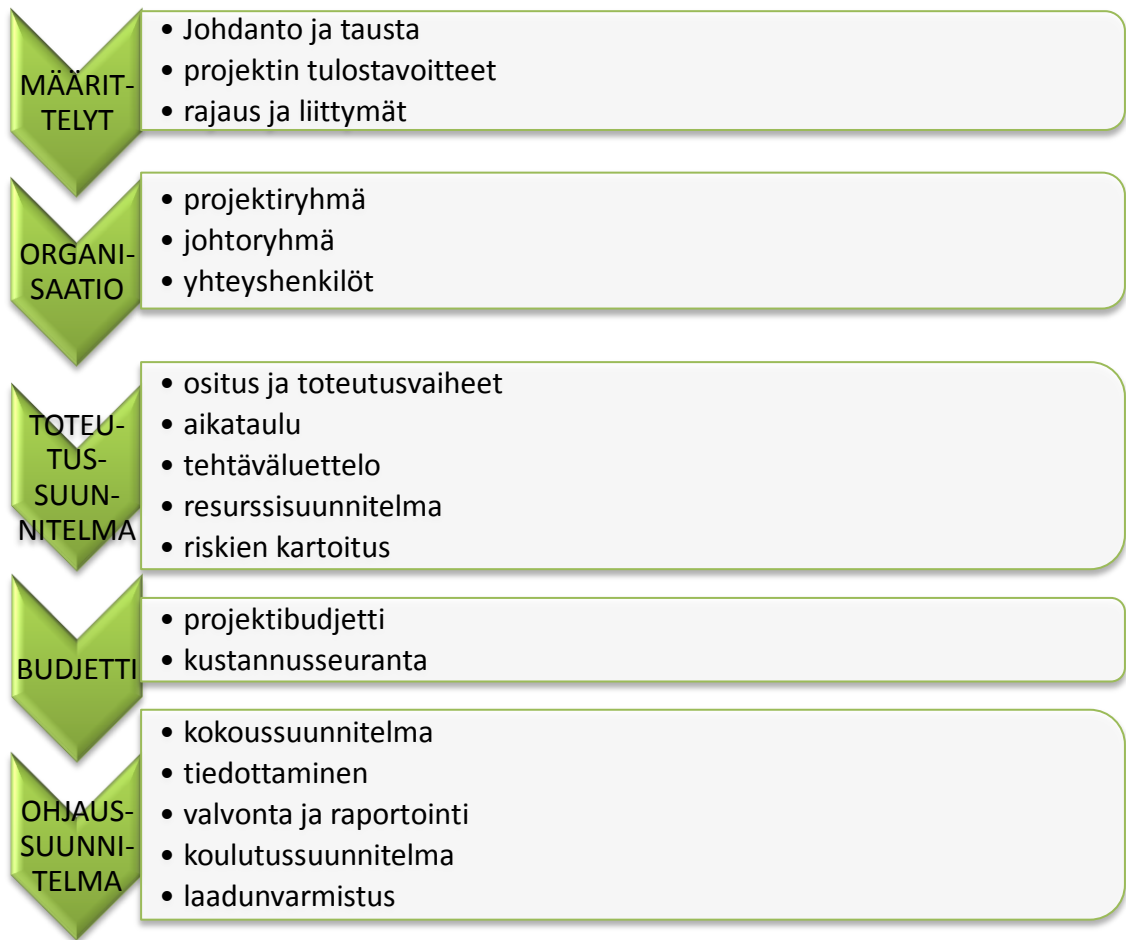 MÄÄRIT-
TELYT
• Johdanto ja tausta
• projektin tulostavoitteet
• rajaus ja liittymät
ORGANI-
SAATIO
• projektiryhmä
• johtoryhmä
• yhteyshenkilöt
TOTEU-
TUS-
SUUN-
NITELMA
• ositus ja toteutusvaiheet
• aikataulu
• tehtäväluettelo
• resurssisuunnitelma
• riskien kartoitus
BUDJETTI
• projektibudjetti
• kustannusseuranta
OHJAUS-
SUUNNI-
TELMA
• kokoussuunnitelma
• tiedottaminen
• valvonta ja raportointi
• koulutussuunnitelma
• laadunvarmistus